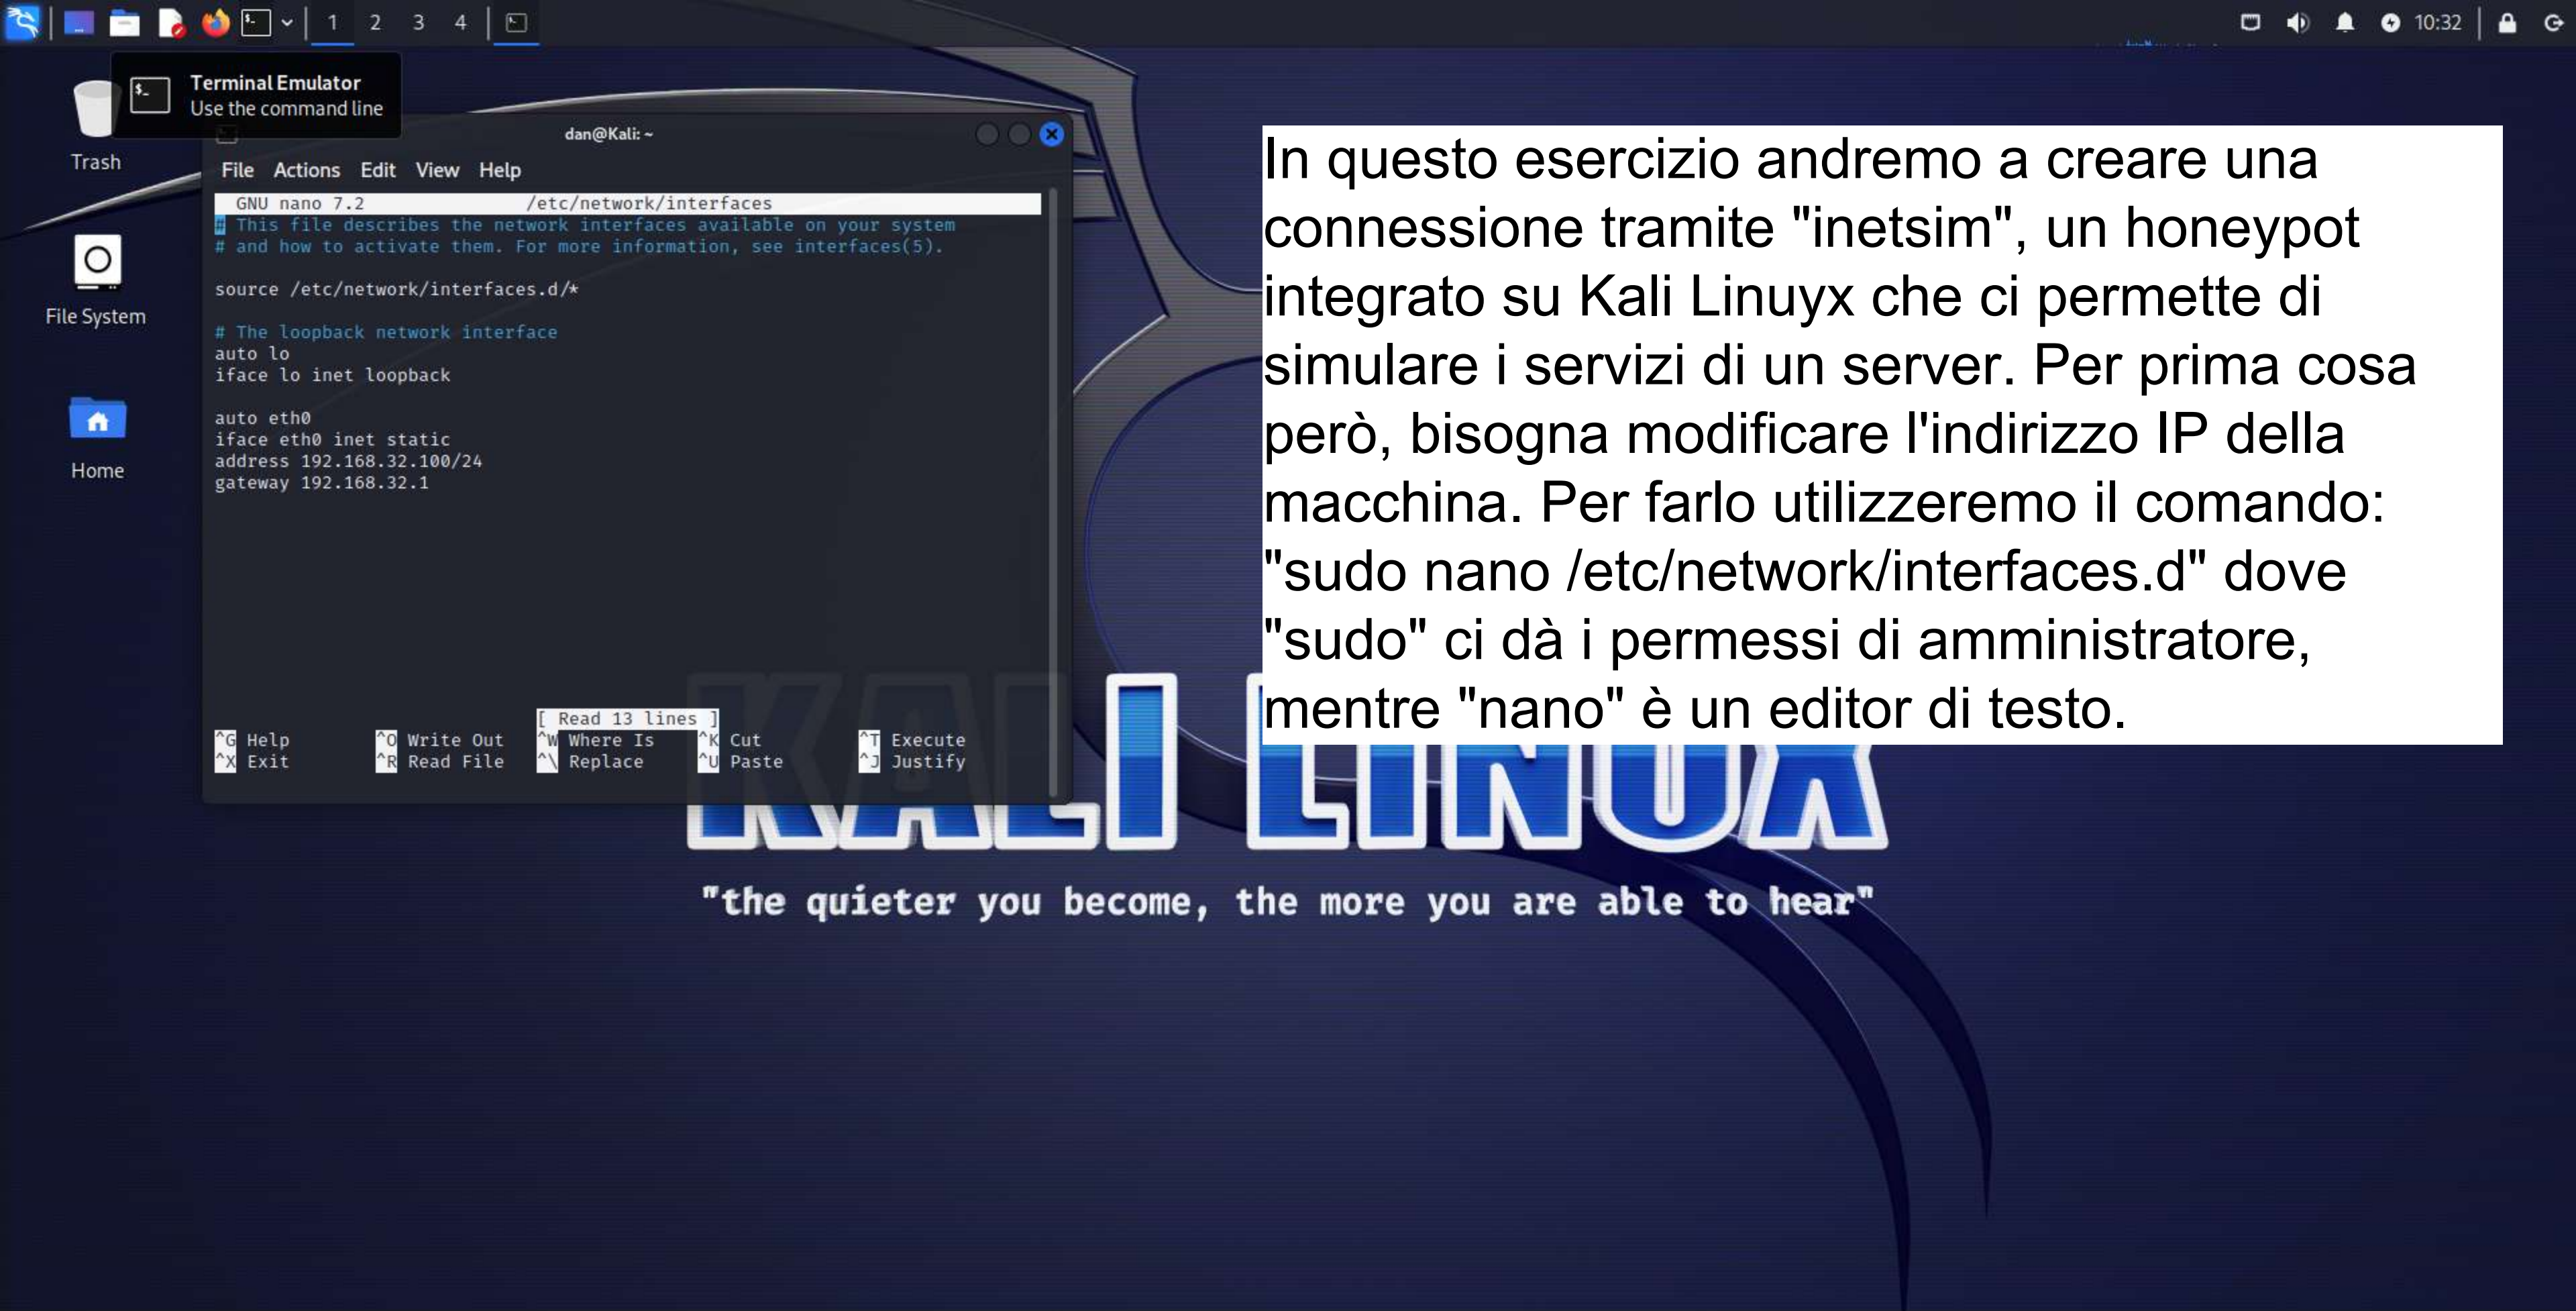 1 2 3 4
10:32
Terminal Emulator
Use the command line
Trash
File System
Home
dan@Kali: ~
File Actions Edit View Help
GNU nano 7.2 /etc/network/interfaces
# This file describes the network interfaces available on your system
# and how to activate them. For more information, see interfaces(5).
source /etc/network/interfaces.d/*
# The loopback network interface
auto lo
iface lo inet loopback
auto eth0
iface eth0 inet static
address 192.168.32.100/24
gateway 192.168.32.1
[ Read 13 lines ]
^G Help ^O Write Out ^W Where Is ^K Cut ^T Execute
^X Exit ^R Read File ^\ Replace ^U Paste ^J Justify
In questo esercizio andremo a creare una
connessione tramite "inetsim", un honeypot
integrato su Kali Linuyx che ci permette di
simulare i servizi di un server. Per prima cosa
però, bisogna modificare l'indirizzo IP della
macchina. Per farlo utilizzeremo il comando:
"sudo nano /etc/network/interfaces.d" dove
"sudo" ci dà i permessi di amministratore,
mentre "nano" è un editor di testo.
KALI LINUX
"the quieter you become, the more you are able to hear"